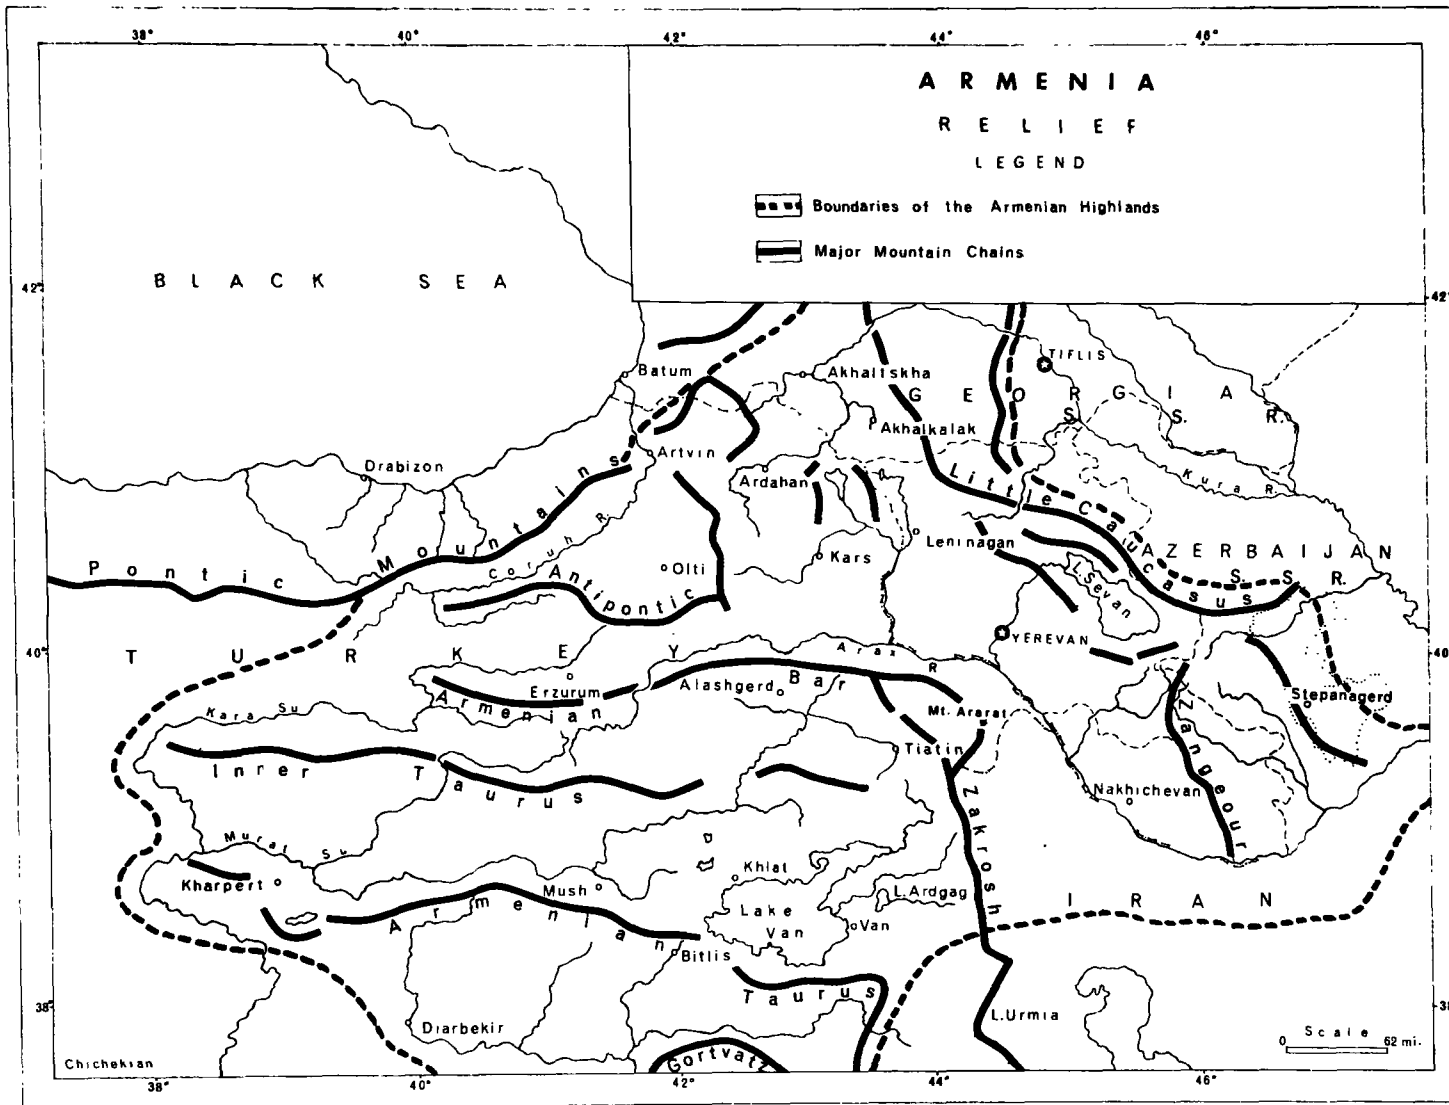 38° 40° 42° 44° 46°
ARMENIA
RELIEF
LEGEND
Boundaries of the Armenian Highlands
Major Mountain Chains
BLACK SEA
42°
42°
Batum
Akhaltskha
TIFLIS
GEORGIA
S. S. R.
Akhalkalak
Artvin
Drabizon
Ardahan
Little Caucasus
Kura R.
Pontic Mountains
Coruh R.
Leninagan
Kars
AZERBAIJAN
S. S. R.
Olti
Antipontic
L. Sevan
YEREVAN
40°
40°
TURKEY
Arax R
Erzurum
Alashgerd
Armenian Bar
Stepanagerd
Mt. Ararat
Kara Su
Tiatin
Inrer Taurus
Zangeour
Nakhichevan
Zakrosh
Murat Su
Kharpert
Mush
Khlat
L. Ardgag
IRAN
Lake
Van
Van
Bitlis
Armenian Taurus
38°
38°
L. Urmia
Diarbekir
Gortvatz
Scale
0 62 mi.
Chichekian
38° 40° 42° 44° 46°